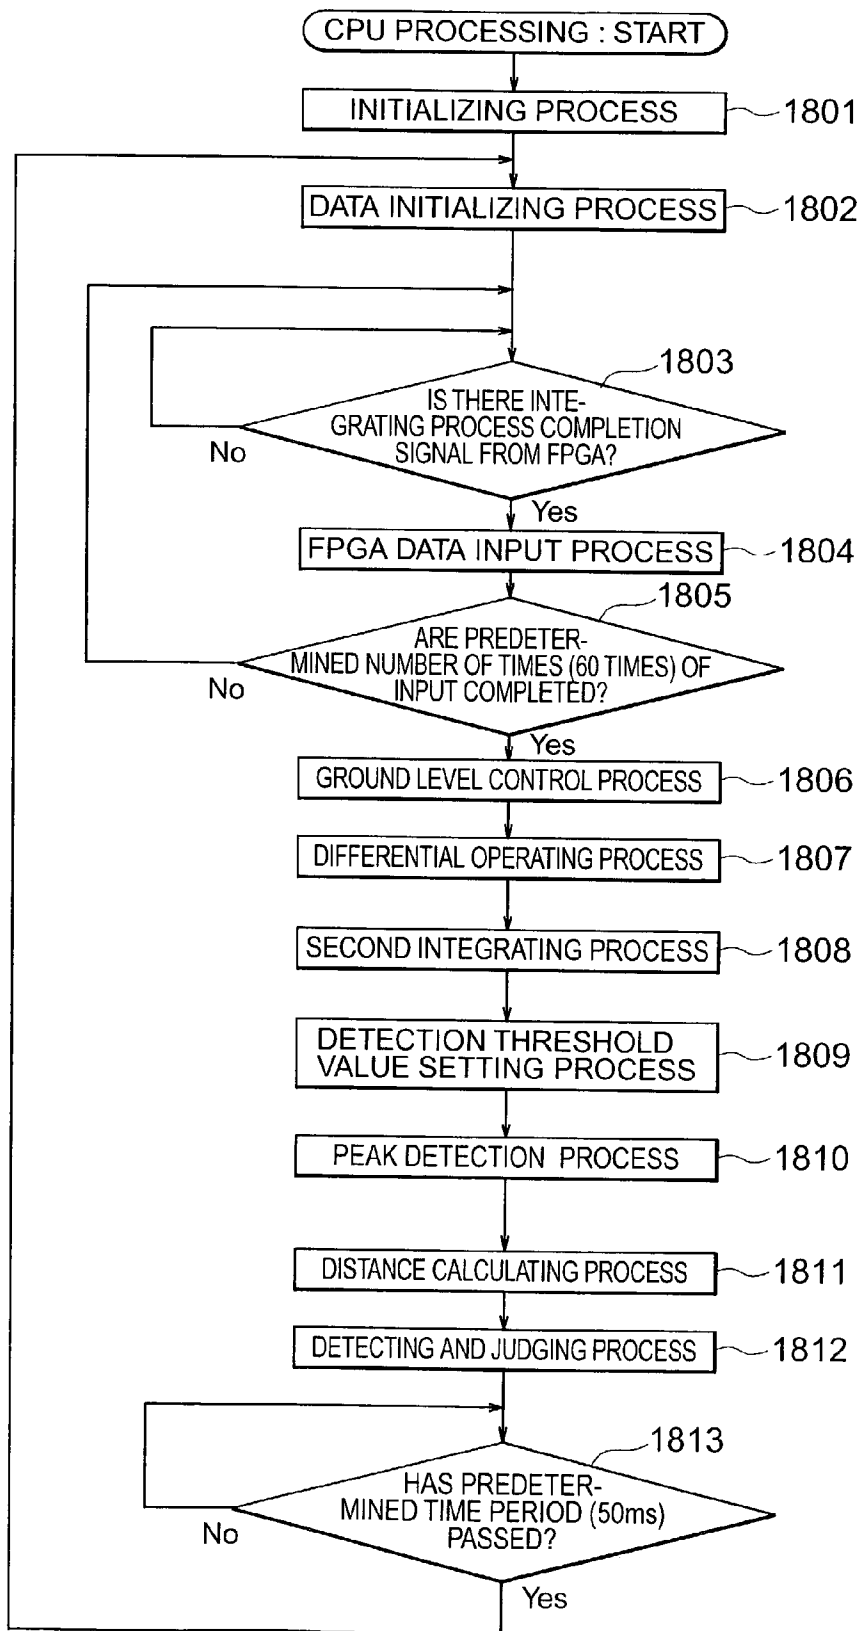 CPU PROCESSING : START
INITIALIZING PROCESS
1801
DATA INITIALIZING PROCESS
1802
1803
IS THERE INTE-
GRATING PROCESS COMPLETION
SIGNAL FROM FPGA?
No
Yes
FPGA DATA INPUT PROCESS
1804
1805
ARE PREDETER-
MINED NUMBER OF TIMES (60 TIMES) OF
INPUT COMPLETED?
No
Yes
GROUND LEVEL CONTROL PROCESS
1806
DIFFERENTIAL OPERATING PROCESS
1807
SECOND INTEGRATING PROCESS
1808
DETECTION THRESHOLD
VALUE SETTING PROCESS
1809
PEAK DETECTION PROCESS
1810
DISTANCE CALCULATING PROCESS
1811
DETECTING AND JUDGING PROCESS
1812
1813
HAS PREDETER-
MINED TIME PERIOD (50ms)
PASSED?
No
Yes